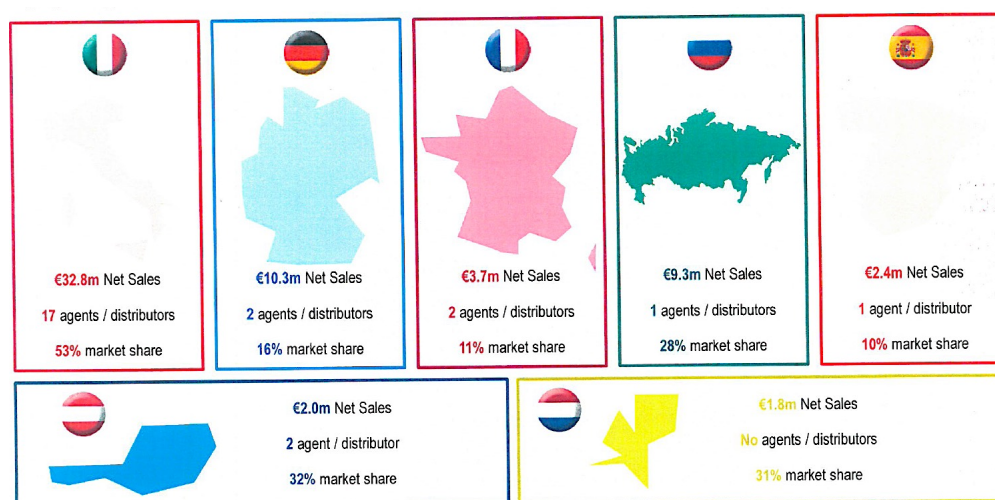 €32.8m Net Sales
17 agents / distributors
53% market share
€10.3m Net Sales
2 agents / distributors
16% market share
€3.7m Net Sales
2 agents / distributors
11% market share
€9.3m Net Sales
1 agents / distributors
28% market share
€2.4m Net Sales
1 agent / distributor
10% market share
€2.0m Net Sales
2 agent / distributor
32% market share
€1.8m Net Sales
No agents / distributors
31% market share